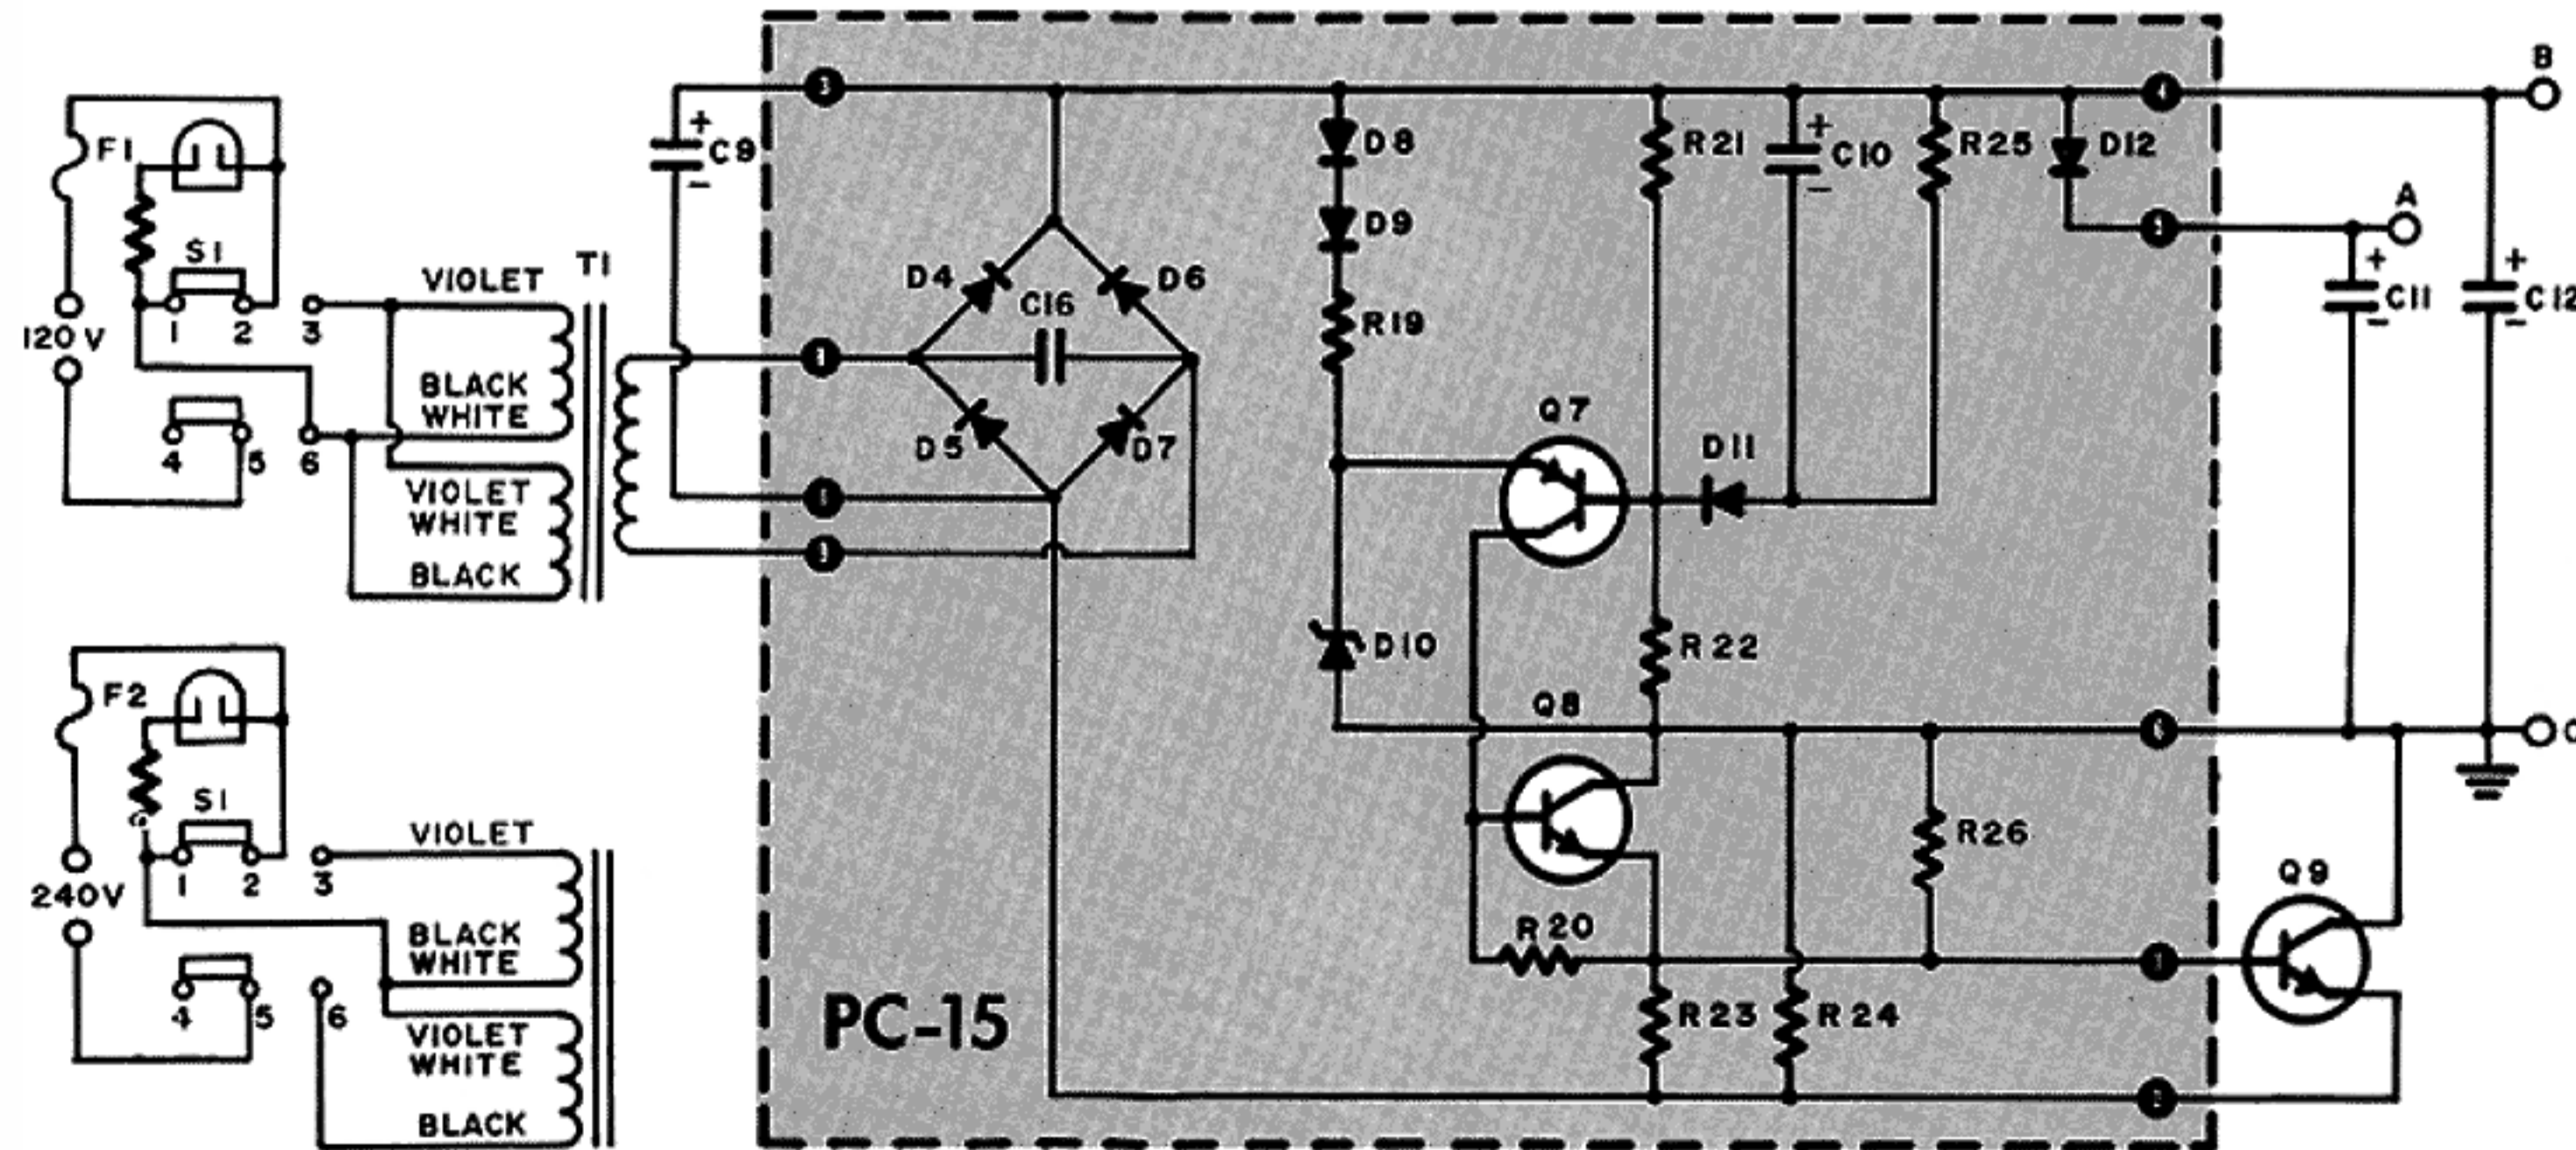 B
F1
+
C9
-
D8
R21
+
C10
-
R25
D12
A
S1
T1
VIOLET
D9
D4
D6
C16
+
C11
-
+
C12
-
120 V
1
2
3
R19
BLACK
WHITE
Q7
4
5
6
D5
D7
D11
VIOLET
WHITE
BLACK
D10
R22
F2
Q8
S1
VIOLET
R26
240V
1
2
3
Q9
BLACK
WHITE
R20
4
5
6
PC-15
R23
R24
VIOLET
WHITE
BLACK